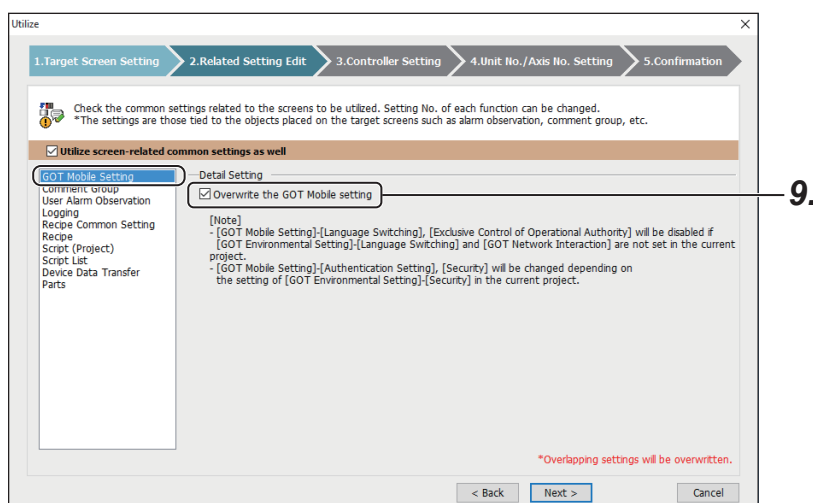 Utilize
1.Target Screen Setting
2.Related Setting Edit
3.Controller Setting
4.Unit No./Axis No. Setting
5.Confirmation
Check the common settings related to the screens to be utilized. Setting No. of each function can be changed.
*The settings are those tied to the objects placed on the target screens such as alarm observation, comment group, etc.
Utilize screen-related common settings as well
GOT Mobile Setting
Comment Group
User Alarm Observation
Logging
Recipe Common Setting
Recipe
Script (Project)
Script List
Device Data Transfer
Parts
Detail Setting
Overwrite the GOT Mobile setting
9.
[Note]
- [GOT Mobile Setting]-[Language Switching], [Exclusive Control of Operational Authority] will be disabled if
[GOT Environmental Setting]-[Language Switching] and [GOT Network Interaction] are not set in the current
project.
- [GOT Mobile Setting]-[Authentication Setting], [Security] will be changed depending on
the setting of [GOT Environmental Setting]-[Security] in the current project.
*Overlapping settings will be overwritten.
< Back
Next >
Cancel